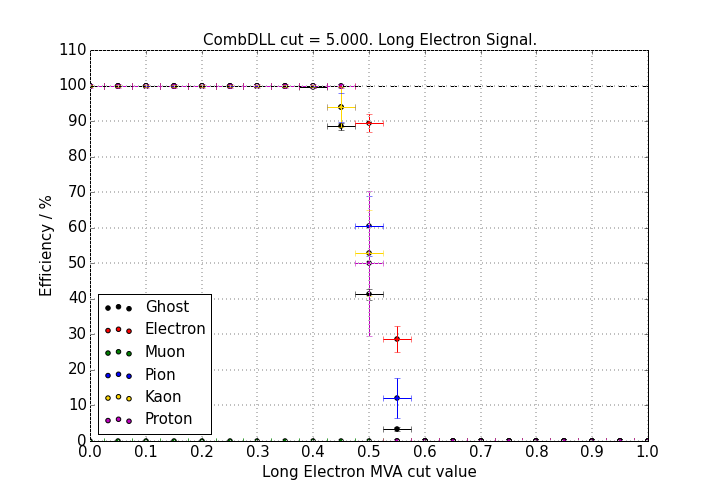 CombDLL cut = 5.000. Long Electron Signal.
110
100
90
80
70
60
50
40
30
20
10
0
Efficiency / %
Ghost
Electron
Muon
Pion
Kaon
Proton
0.0 0.1 0.2 0.3 0.4 0.5 0.6 0.7 0.8 0.9 1.0
Long Electron MVA cut value